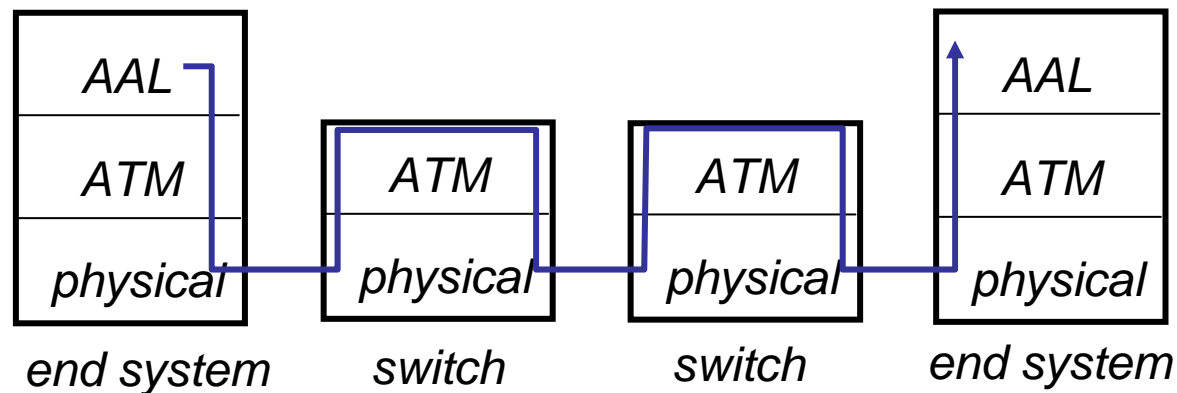 AAL
ATM
physical
end system
ATM
physical
switch
ATM
physical
switch
AAL
ATM
physical
end system